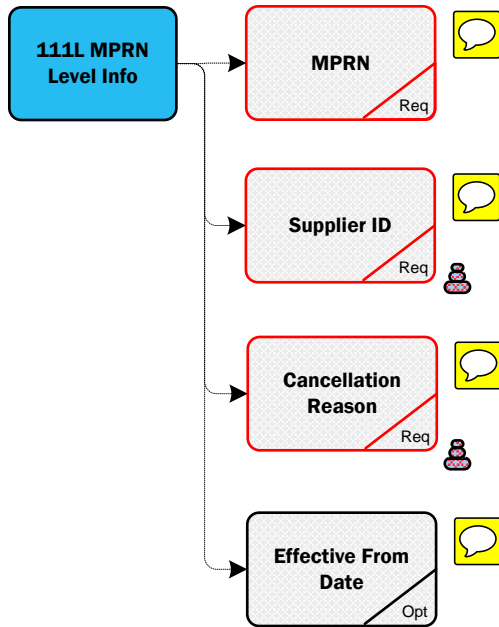 111L MPRN
Level Info
MPRN
Req
Supplier ID
Req
Cancellation
Reason
Req
Effective From
Date
Opt